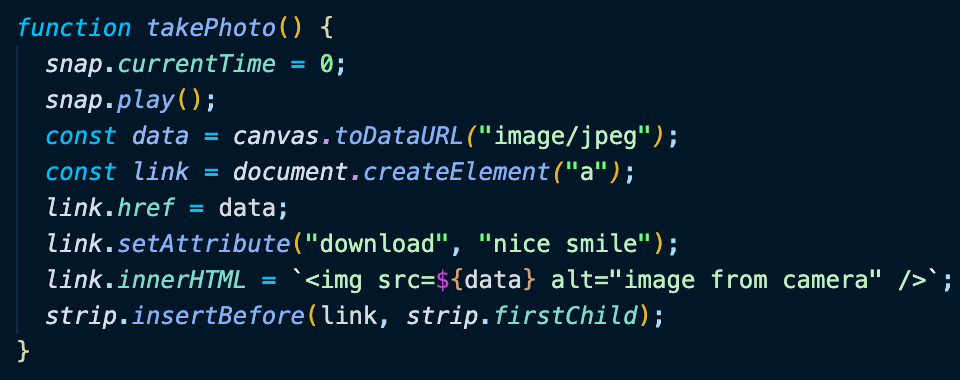 function takePhoto() {
  snap.currentTime = 0;
  snap.play();
  const data = canvas.toDataURL("image/jpeg");
  const link = document.createElement("a");
  link.href = data;
  link.setAttribute("download", "nice smile");
  link.innerHTML = `<img src=${data} alt="image from camera" />`;
  strip.insertBefore(link, strip.firstChild);
}